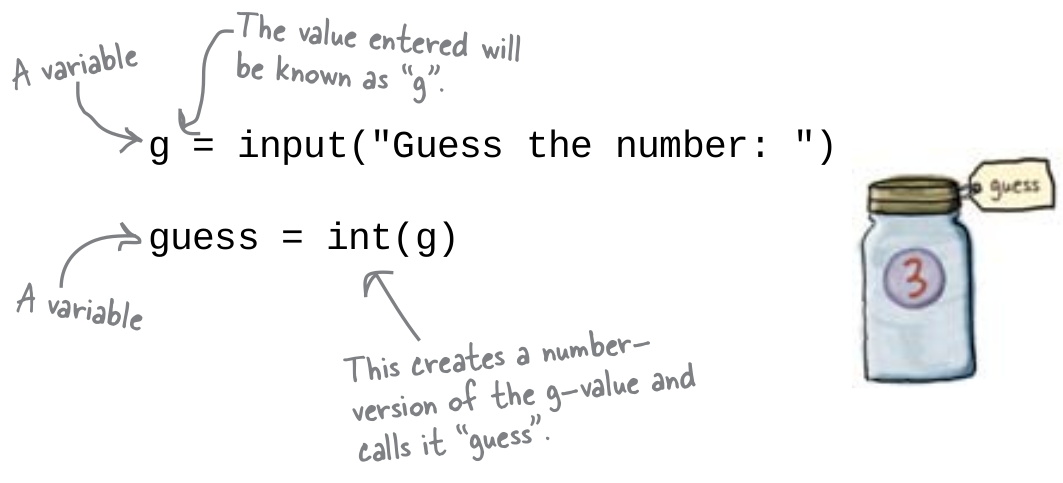 A variable
The value entered will
be known as “g”.
g = input("Guess the number: ")
guess
guess = int(g)
3
A variable
This creates a number–
version of the g–value and
calls it “guess”.